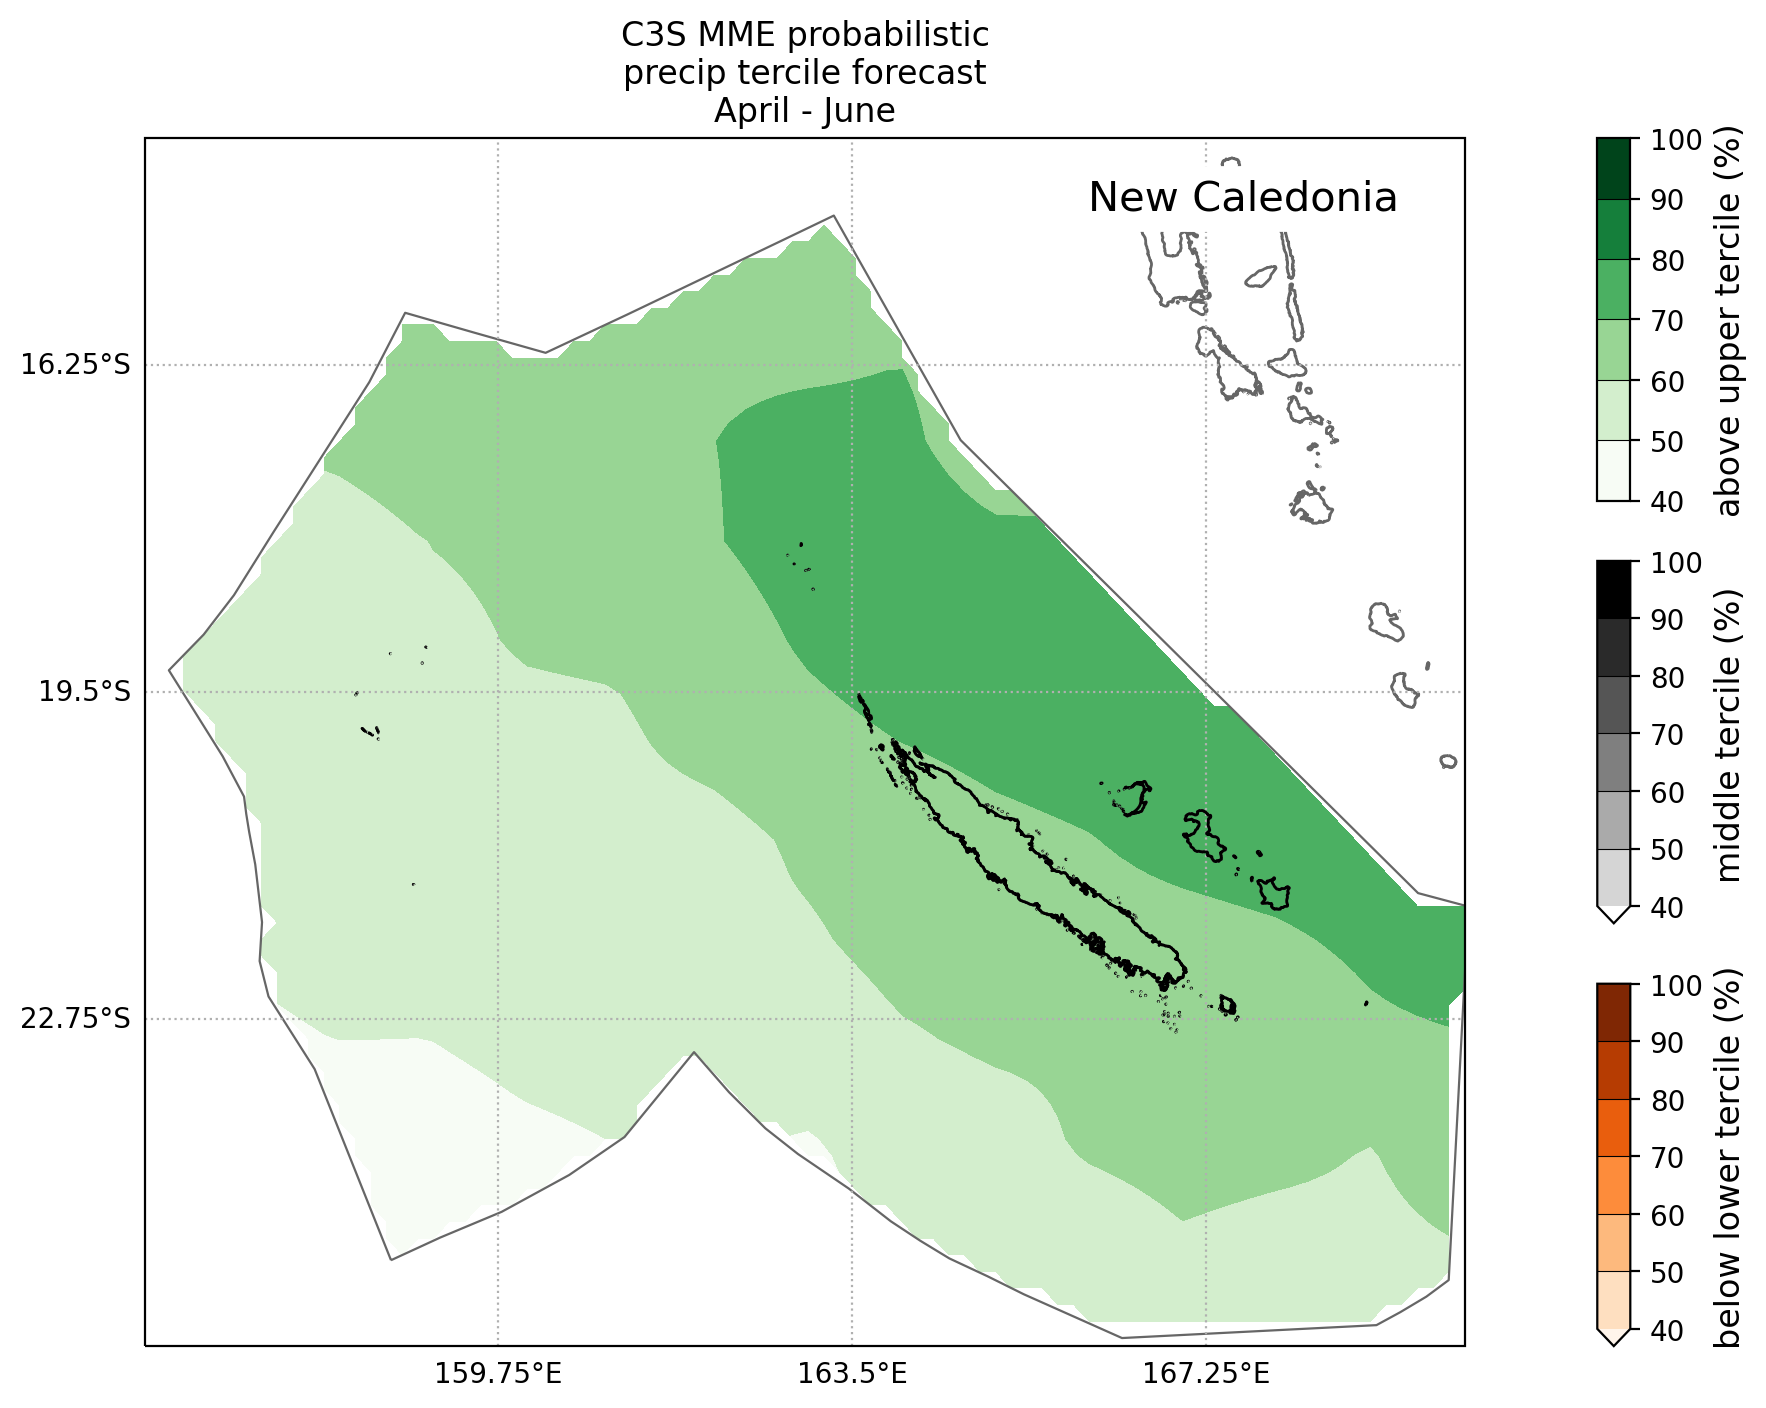 C3S MME probabilistic
precip tercile forecast
April - June
New Caledonia
16.25°S
19.5°S
22.75°S
159.75°E
163.5°E
167.25°E
100
90
80
70
60
50
40
above upper tercile (%)
100
90
80
70
60
50
40
middle tercile (%)
100
90
80
70
60
50
40
below lower tercile (%)